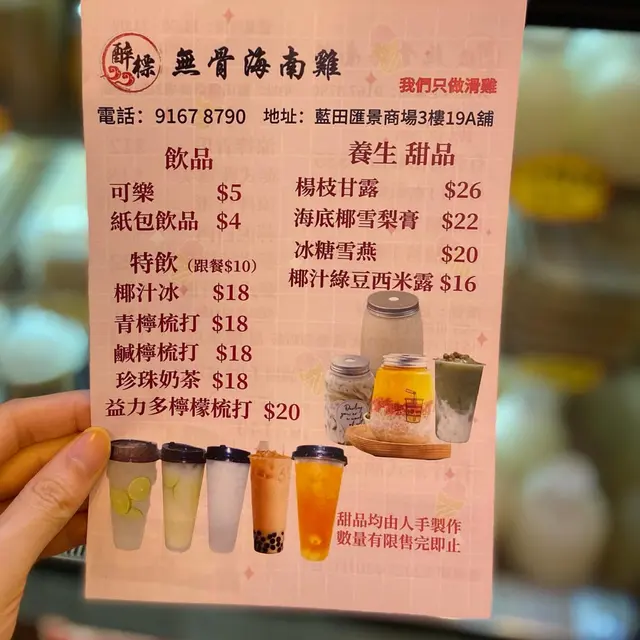 醉樣 無骨海南雞
我們只做滑雞
電話：9167 8790 地址：藍田匯景商場3樓19A舖
飲品
可樂 $5
紙包飲品 $4
特飲（跟餐$10）
椰汁冰 $18
青檸梳打 $18
鹹檸梳打 $18
珍珠奶茶 $18
益力多檸檬梳打 $20
養生 甜品
楊枝甘露 $26
海底椰雪梨膏 $22
冰糖雪燕 $20
椰汁綠豆西米露 $16
甜品均由人手製作
數量有限售完即止